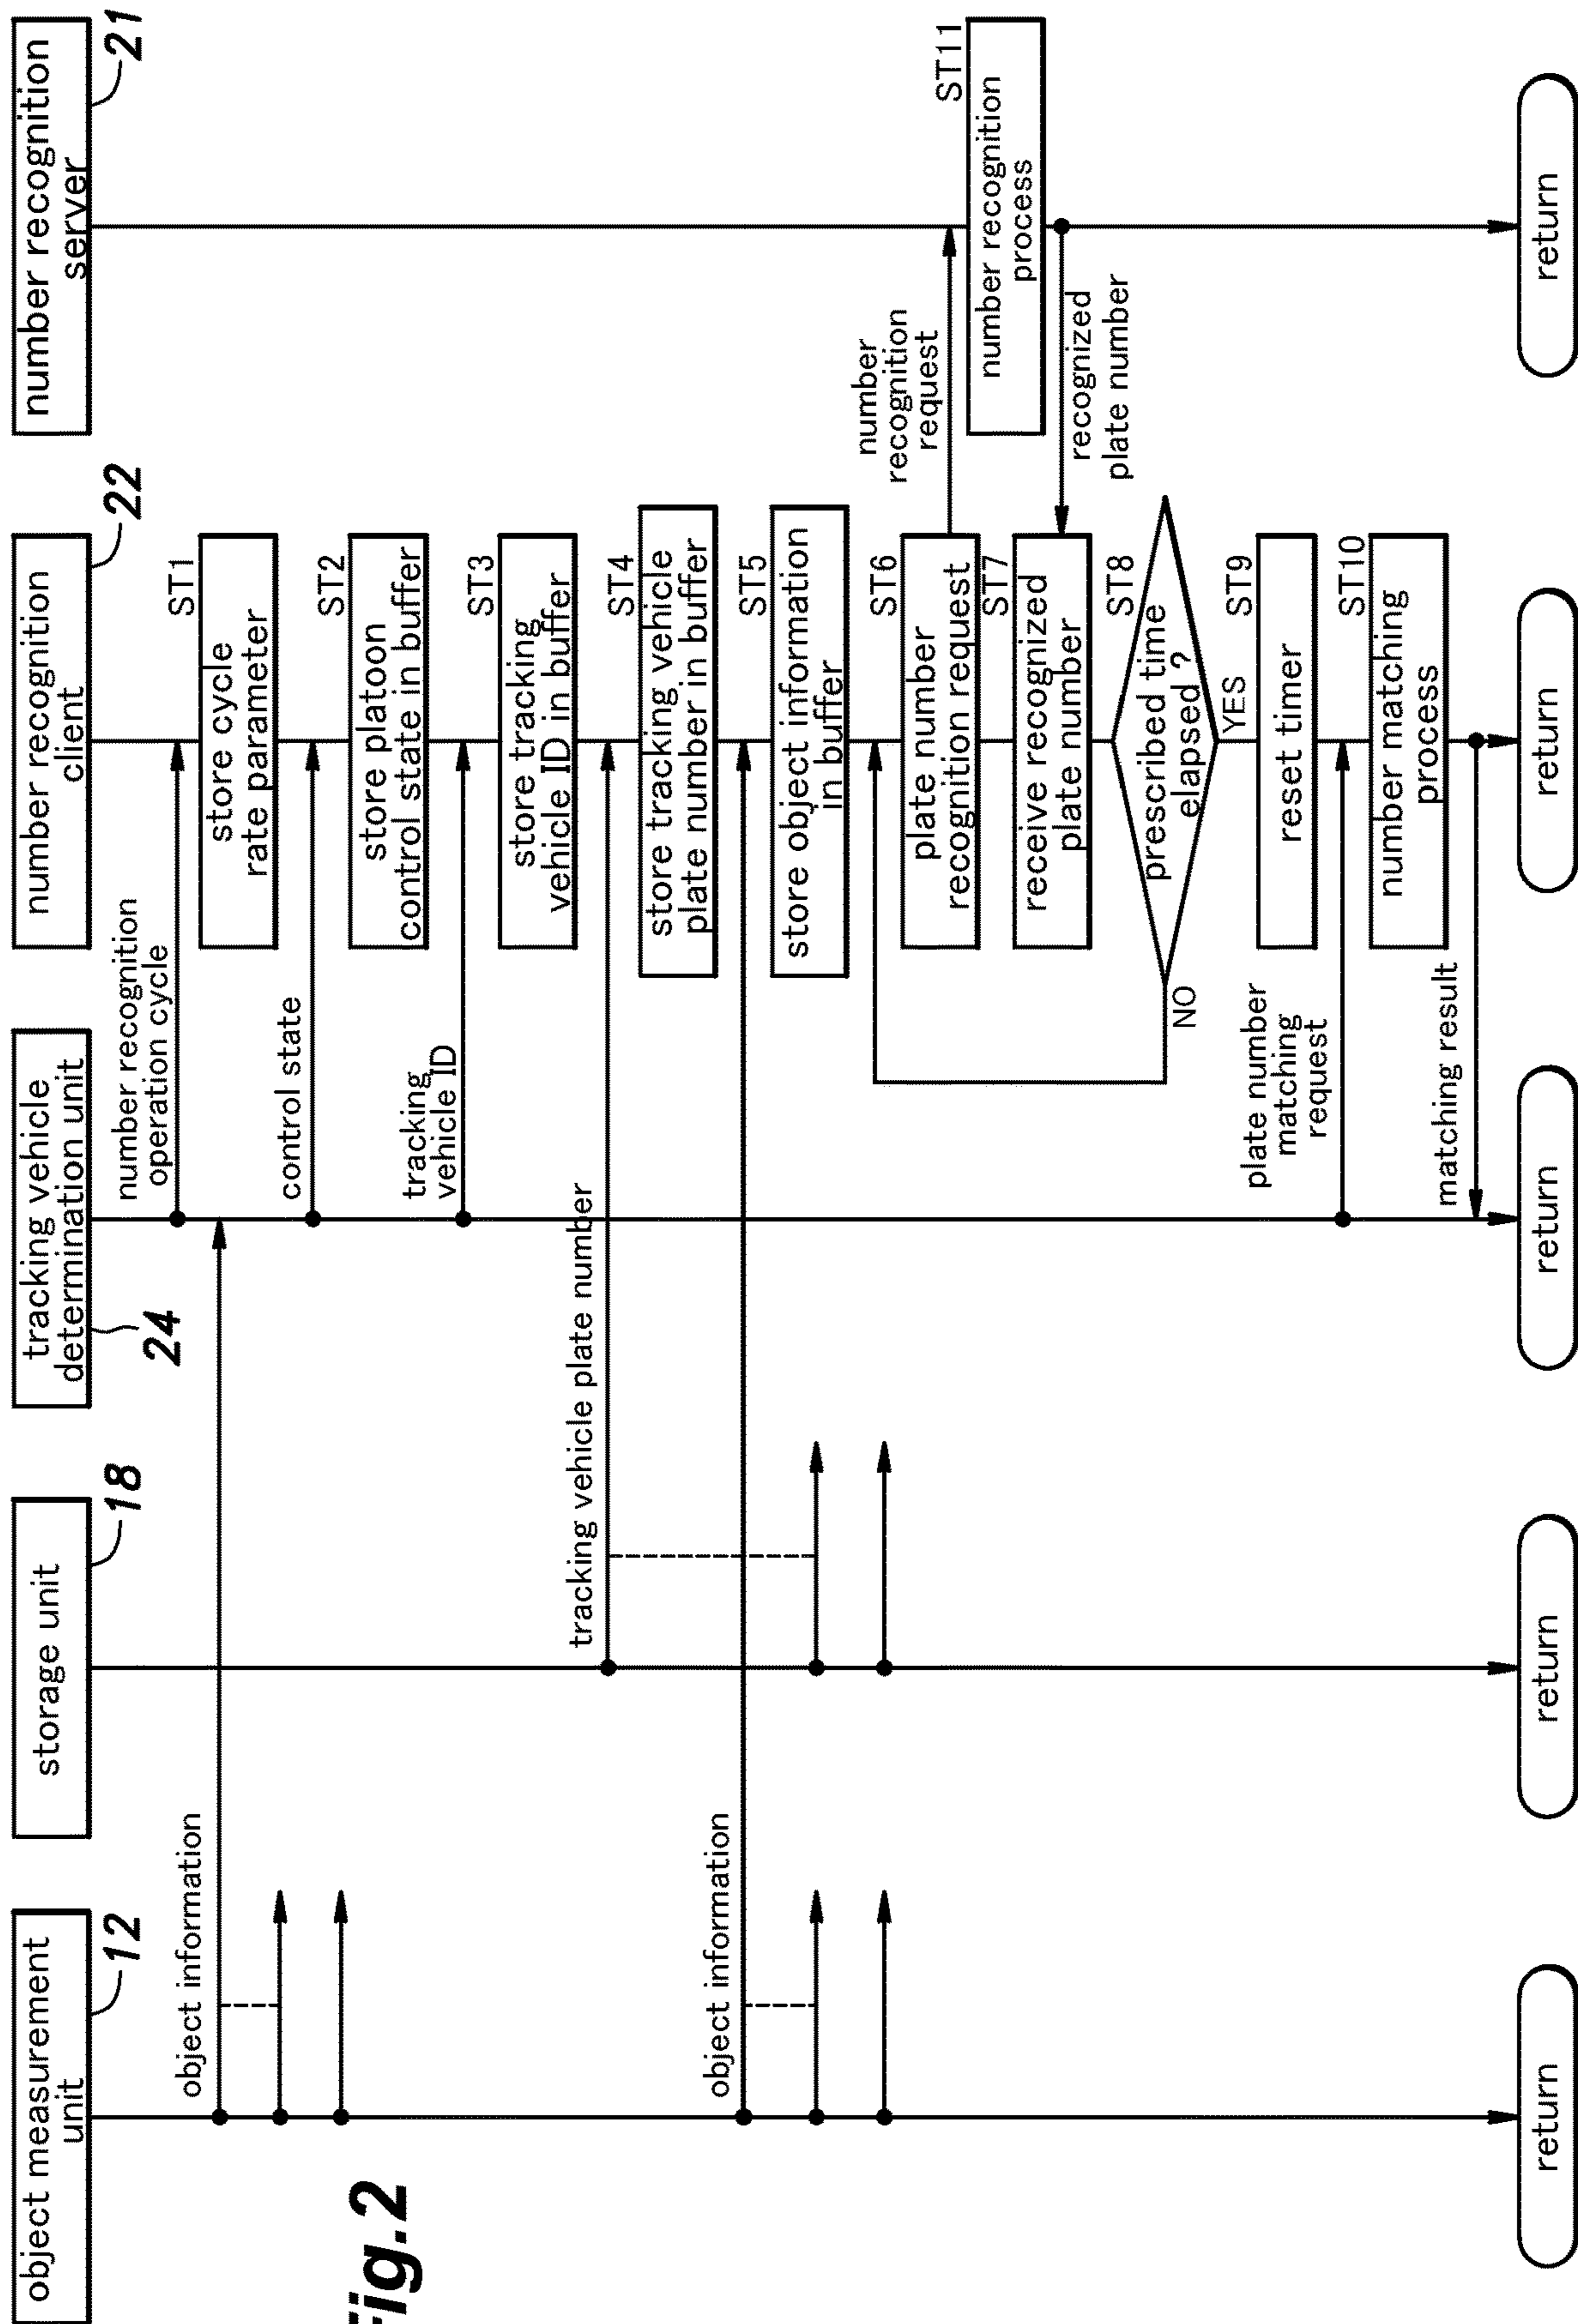 Fig.2
object measurement
unit
12
storage unit
18
tracking vehicle
determination unit
24
number recognition
client
22
number recognition
server
21
number recognition
operation cycle
ST1
store cycle
rate parameter
object information
control state
ST2
store platoon
control state in buffer
tracking
vehicle ID
ST3
store tracking
vehicle ID in buffer
tracking vehicle plate number
ST4
store tracking vehicle
plate number in buffer
object information
ST5
store object information
in buffer
ST6
plate number
recognition request
number
recognition
request
ST11
number recognition
process
ST7
receive recognized
plate number
recognized
plate number
ST8
prescribed time
elapsed ?
NO
YES
ST9
reset timer
plate number
matching
request
ST10
number matching
process
matching result
return
return
return
return
return